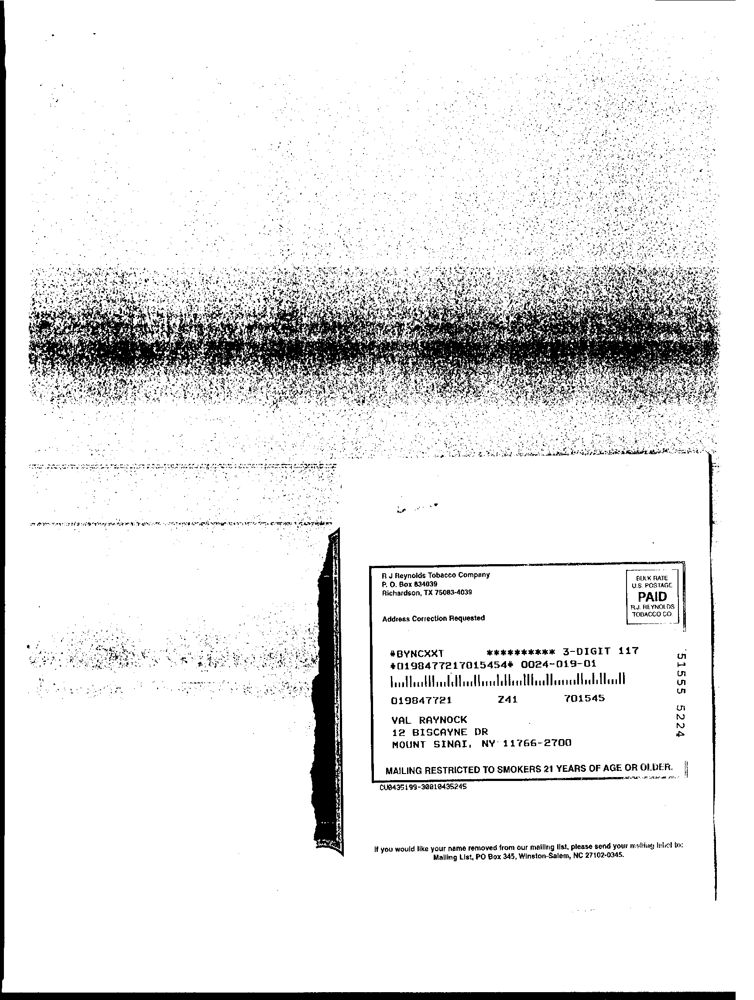 R J Reynolds Tobacco Company
P. O. Box 834039
Richardson, TX 75083-4039
Address Correction Requested
BULK RATE
U.S. POSTAGE
PAID
R.J. REYNOLDS
TOBACCO CO.
#BYNCXXT ********** 3-DIGIT 117
*0198477217015454* 0024-019-01
019847721 Z41 701545
VAL RAYNOCK
12 BISCAYNE DR
MOUNT SINAI, NY 11766-2700
MAILING RESTRICTED TO SMOKERS 21 YEARS OF AGE OR OLDER.
CU0435199-30010435245
If you would like your name removed from our mailing list, please send your mailing label to:
Mailing List, PO Box 345, Winston-Salem, NC 27102-0345.
51555 5224